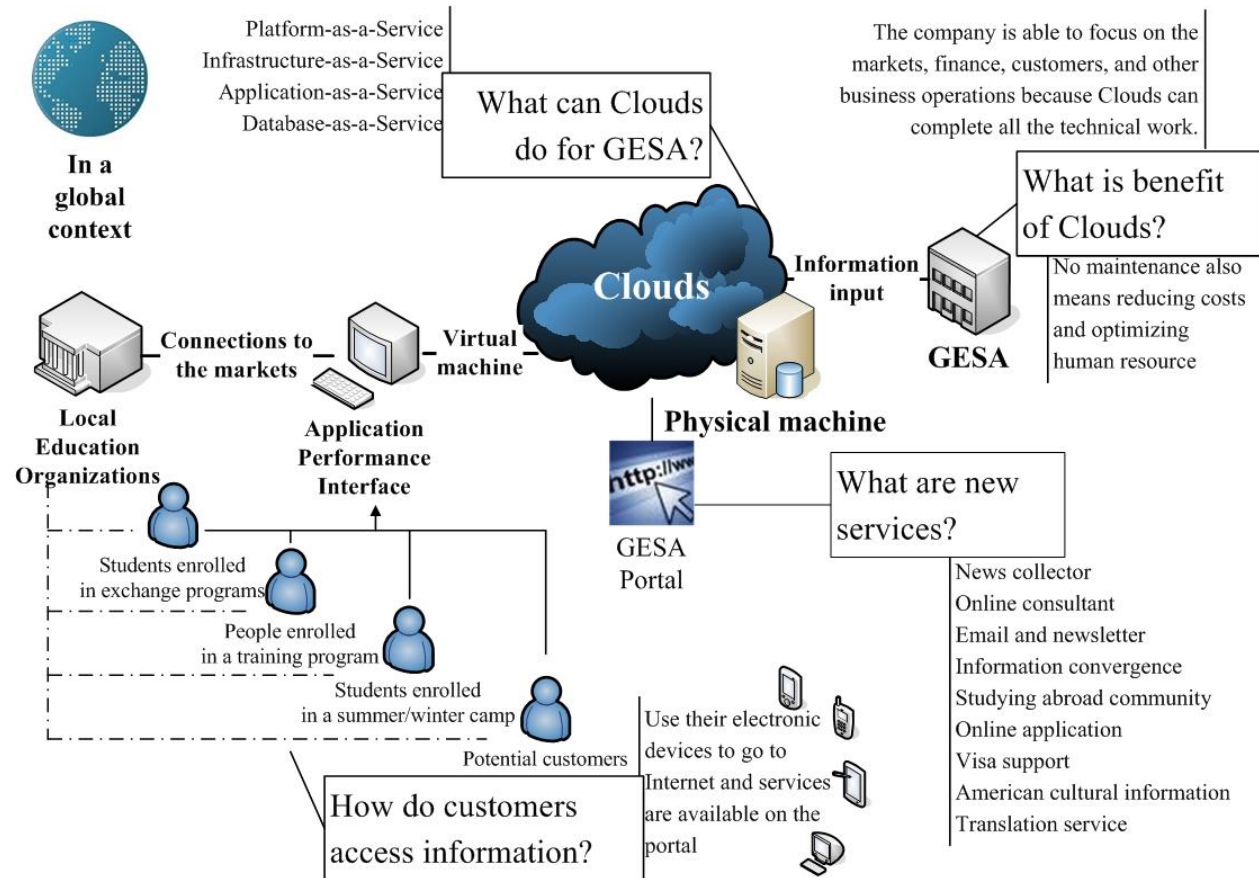 Platform-as-a-Service
Infrastructure-as-a-Service
Application-as-a-Service
Database-as-a-Service
What can Clouds
do for GESA?
The company is able to focus on the
markets, finance, customers, and other
business operations because Clouds can
complete all the technical work.
In a
global
context
What is benefit
of Clouds?
Clouds
Information
input
No maintenance also
means reducing costs
and optimizing
human resource
GESA
Connections to
the markets
Virtual
machine
Physical machine
Local
Education
Organizations
Application
Performance
Interface
http://ww
GESA
Portal
What are new
services?
Students enrolled
in exchange programs
People enrolled
in a training program
Students enrolled
in a summer/winter camp
Potential customers
News collector
Online consultant
Email and newsletter
Information convergence
Studying abroad community
Online application
Visa support
American cultural information
Translation service
Use their electronic
devices to go to
Internet and services
are available on the
portal
How do customers
access information?